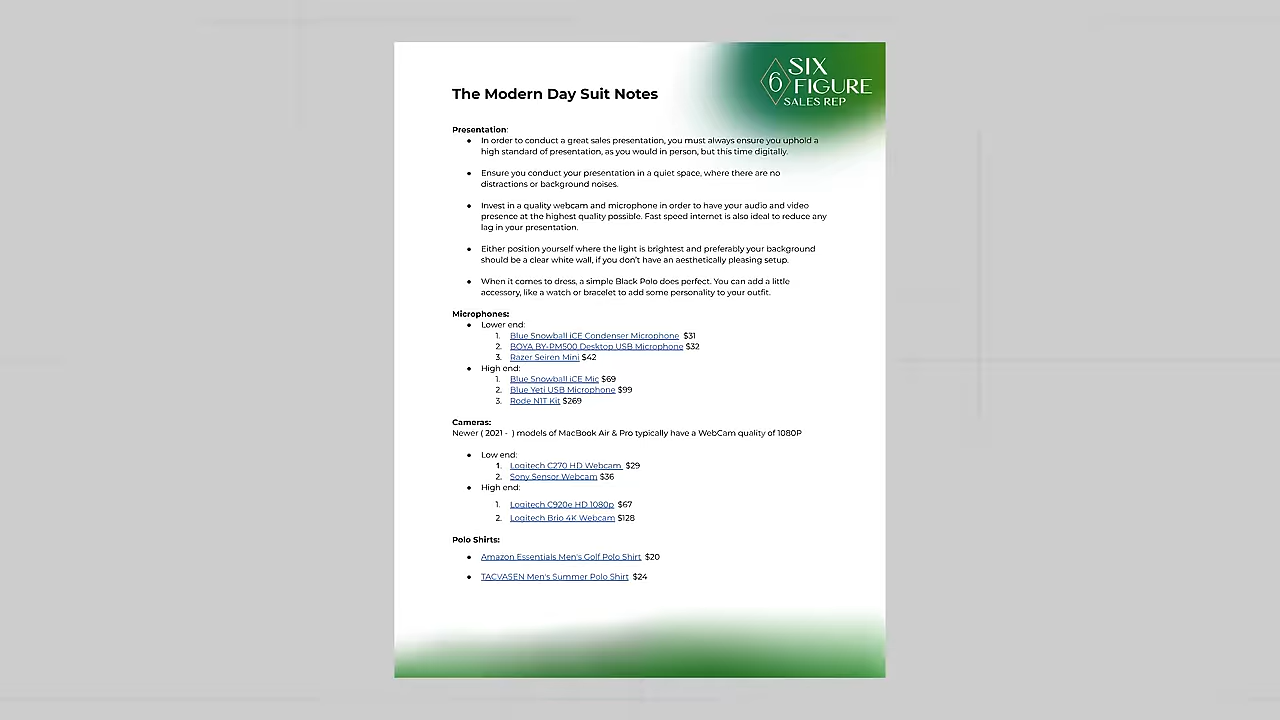 SIX
6 FIGURE
SALES REP
The Modern Day Suit Notes
Presentation:
● In order to conduct a great sales presentation, you must always ensure you uphold a
high standard of presentation, as you would in person, but this time digitally.
● Ensure you conduct your presentation in a quiet space, where there are no
distractions or background noises.
● Invest in a quality webcam and microphone in order to have your audio and video
presence at the highest quality possible. Fast speed internet is also ideal to reduce any
lag in your presentation.
● Either position yourself where the light is brightest and preferably your background
should be a clear white wall, if you don't have an aesthetically pleasing setup.
● When it comes to dress, a simple Black Polo does perfect. You can add a little
accessory, like a watch or bracelet to add some personality to your outfit.
Microphones:
● Lower end:
1. Blue Snowball iCE Condenser Microphone $31
2. BOYA BY-PM500 Desktop USB Microphone $32
3. Razer Seiren Mini $42
● High end:
1. Blue Snowball iCE Mic $69
2. Blue Yeti USB Microphone $99
3. Rode N1T Kit $269
Cameras:
Newer ( 2021 - ) models of MacBook Air & Pro typically have a WebCam quality of 1080P
● Low end:
1. Logitech C270 HD Webcam $29
2. Sony Sensor Webcam $36
● High end:
1. Logitech C920e HD 1080p $67
2. Logitech Brio 4K Webcam $128
Polo Shirts:
● Amazon Essentials Men's Golf Polo Shirt $20
● TACVASEN Men's Summer Polo Shirt $24